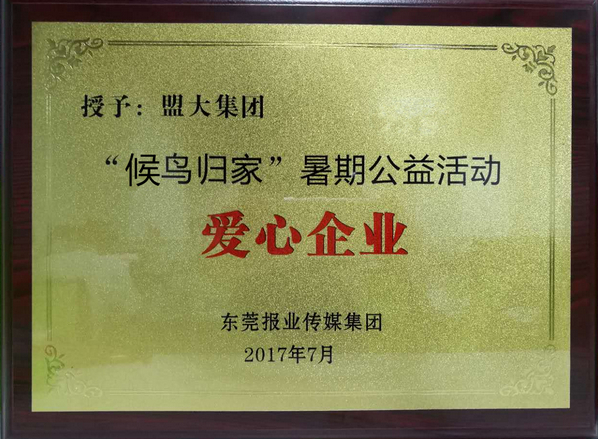 授予：盟大集团
“候鸟归家”暑期公益活动
爱心企业
东莞报业传媒集团
2017年7月